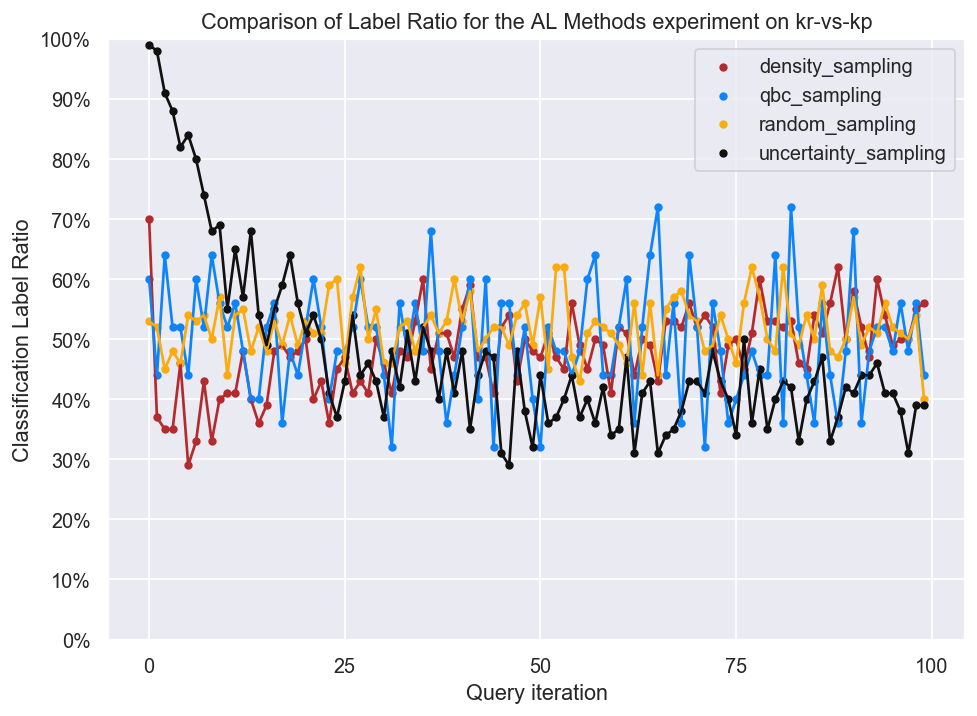 Comparison of Label Ratio for the AL Methods experiment on kr-vs-kp
100%
90%
80%
70%
60%
50%
40%
30%
20%
10%
0%
Classification Label Ratio
density_sampling
qbc_sampling
random_sampling
uncertainty_sampling
0 25 50 75 100
Query iteration